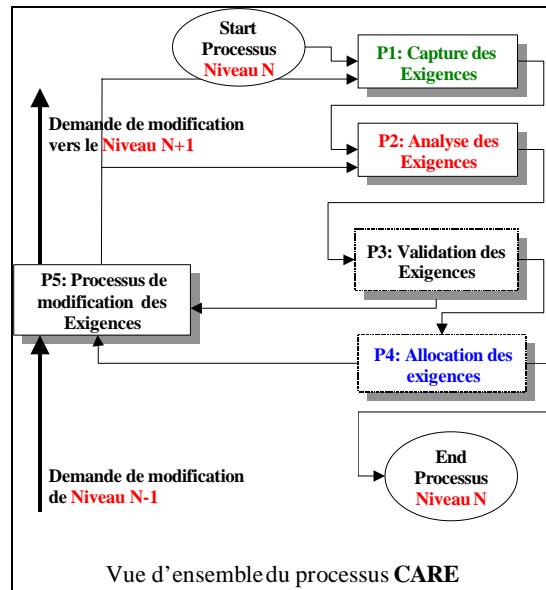 Start
Processus
Niveau N
P1: Capture des
Exigences
Demande de modification
vers le Niveau N+1
P2: Analyse des
Exigences
P3: Validation des
Exigences
P5: Processus de
modification des
Exigences
P4: Allocation des
exigences
Demande de modification
de Niveau N-1
End
Processus
Niveau N
Vue d'ensemble du processus CARE